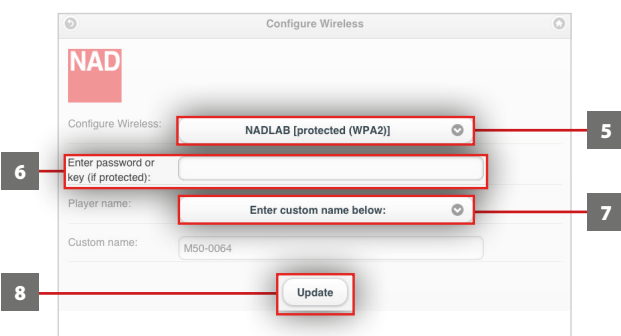 Configure Wireless
NAD
Configure Wireless:
NADLAB [protected (WPA2)]
5
6
Enter password or
key (if protected):
Player name:
Enter custom name below:
7
Custom name:
M50-0064
8
Update